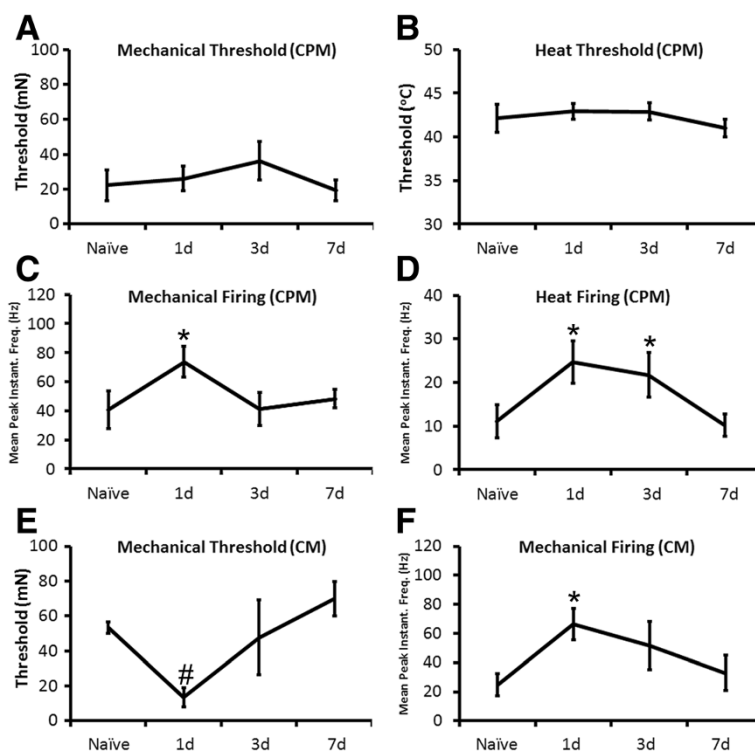 A
Mechanical Threshold (CPM)
Threshold (mN)
100
80
60
40
20
0
Naïve 1d 3d 7d
B
Heat Threshold (CPM)
Threshold (°C)
50
45
40
35
30
Naïve 1d 3d 7d
C
Mechanical Firing (CPM)
Mean Peak Instant. Freq. (Hz)
120
100
80
60
40
20
0
*
Naïve 1d 3d 7d
D
Heat Firing (CPM)
Mean Peak Instant. Freq. (Hz)
40
30
20
10
0
* *
Naïve 1d 3d 7d
E
Mechanical Threshold (CM)
Threshold (mN)
100
80
60
40
20
0
#
Naïve 1d 3d 7d
F
Mechanical Firing (CM)
Mean Peak Instant. Freq. (Hz)
120
100
80
60
40
20
0
*
Naïve 1d 3d 7d